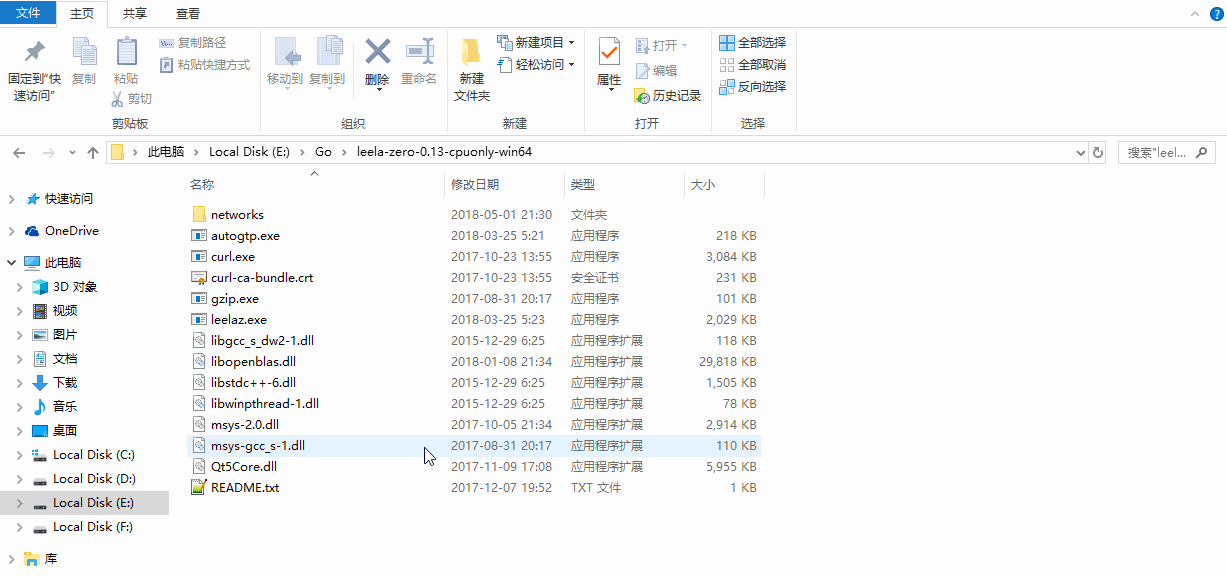 文件 主页 共享 查看
固定到“快速访问”
复制
粘贴
复制路径
粘贴快捷方式
剪切
剪贴板
移动到
复制到
删除
重命名
组织
新建文件夹
新建项目
轻松访问
新建
属性
打开
编辑
历史记录
打开
全部选择
全部取消
反向选择
选择
此电脑 Local Disk (E:) Go leela-zero-0.13-cpuonly-win64
搜索"leel...
快速访问
OneDrive
此电脑
3D 对象
视频
图片
文档
下载
音乐
桌面
Local Disk (C:)
Local Disk (D:)
Local Disk (E:)
Local Disk (F:)
库
名称 修改日期 类型 大小
networks 2018-05-01 21:30 文件夹
autogtp.exe 2018-03-25 5:21 应用程序 218 KB
curl.exe 2017-10-23 13:55 应用程序 3,084 KB
curl-ca-bundle.crt 2017-10-23 13:55 安全证书 231 KB
gzip.exe 2017-08-31 20:17 应用程序 101 KB
leelaz.exe 2018-03-25 5:23 应用程序 2,029 KB
libgcc_s_dw2-1.dll 2015-12-29 6:25 应用程序扩展 118 KB
libopenblas.dll 2018-01-08 21:34 应用程序扩展 29,818 KB
libstdc++-6.dll 2015-12-29 6:25 应用程序扩展 1,505 KB
libwinpthread-1.dll 2015-12-29 6:25 应用程序扩展 78 KB
msys-2.0.dll 2017-10-05 21:34 应用程序扩展 2,914 KB
msys-gcc_s-1.dll 2017-08-31 20:17 应用程序扩展 110 KB
Qt5Core.dll 2017-11-09 17:08 应用程序扩展 5,955 KB
README.txt 2017-12-07 19:52 TXT 文件 1 KB